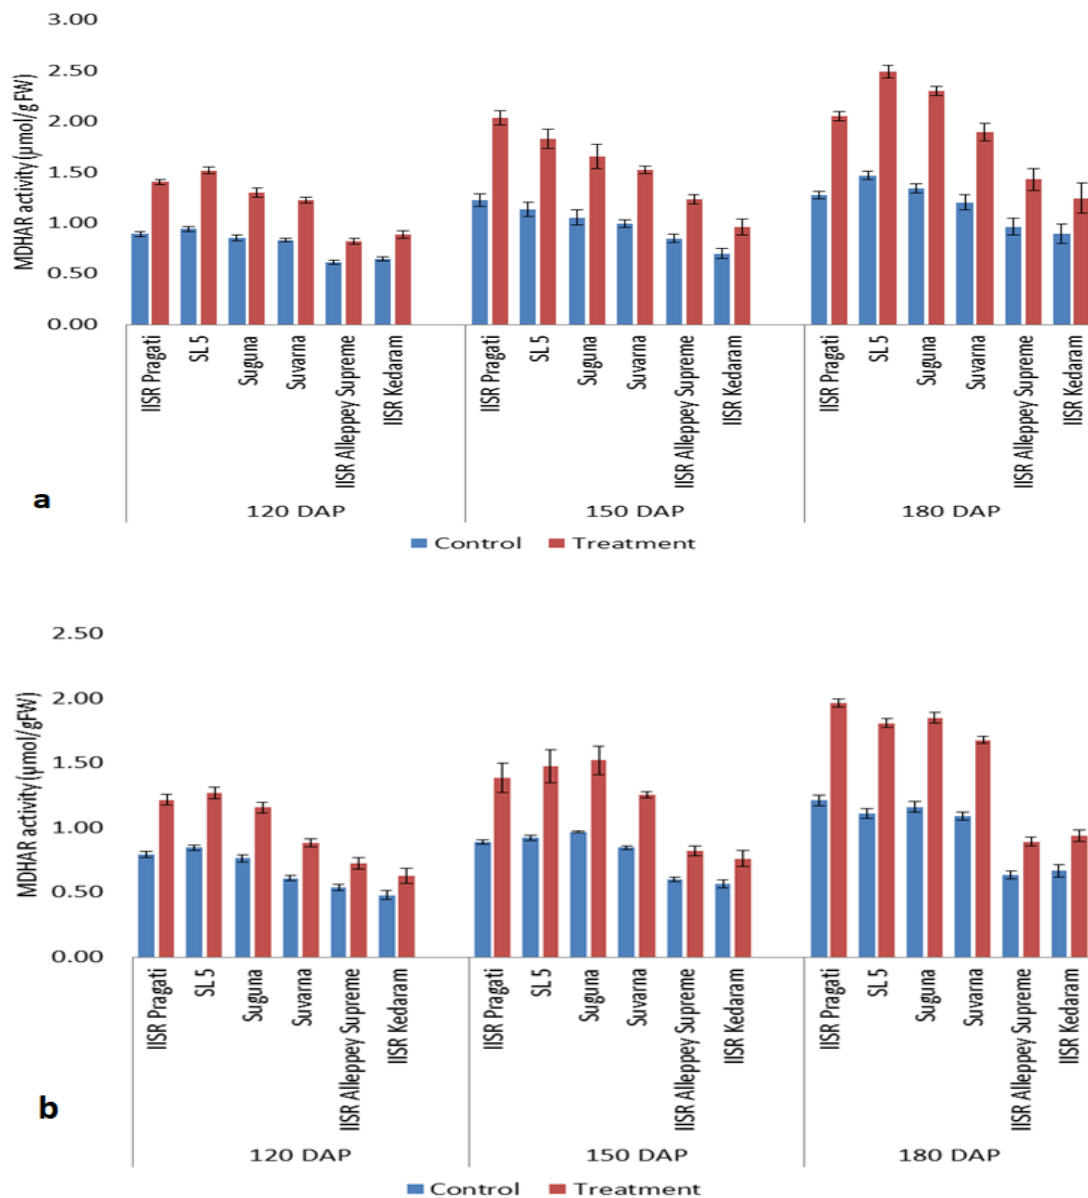 3.00
2.50
2.00
1.50
1.00
0.50
0.00
MDHAR activity (µmol/g FW)
IISR Pragati
SL 5
Suguna
Suvarna
IISR Alleppey Supreme
IISR Kedaram
IISR Pragati
SL 5
Suguna
Suvarna
IISR Alleppey Supreme
IISR Kedaram
IISR Pragati
SL 5
Suguna
Suvarna
IISR Alleppey Supreme
IISR Kedaram
a
120 DAP 150 DAP 180 DAP
Control Treatment
2.50
2.00
1.50
1.00
0.50
0.00
MDHAR activity (µmol/gFW)
IISR Pragati
SL 5
Suguna
Suvarna
IISR Alleppey Supreme
IISR Kedaram
IISR Pragati
SL 5
Suguna
Suvarna
IISR Alleppey Supreme
IISR Kedaram
IISR Pragati
SL 5
Suguna
Suvarna
IISR Alleppey Supreme
IISR Kedaram
b
120 DAP 150 DAP 180 DAP
Control Treatment